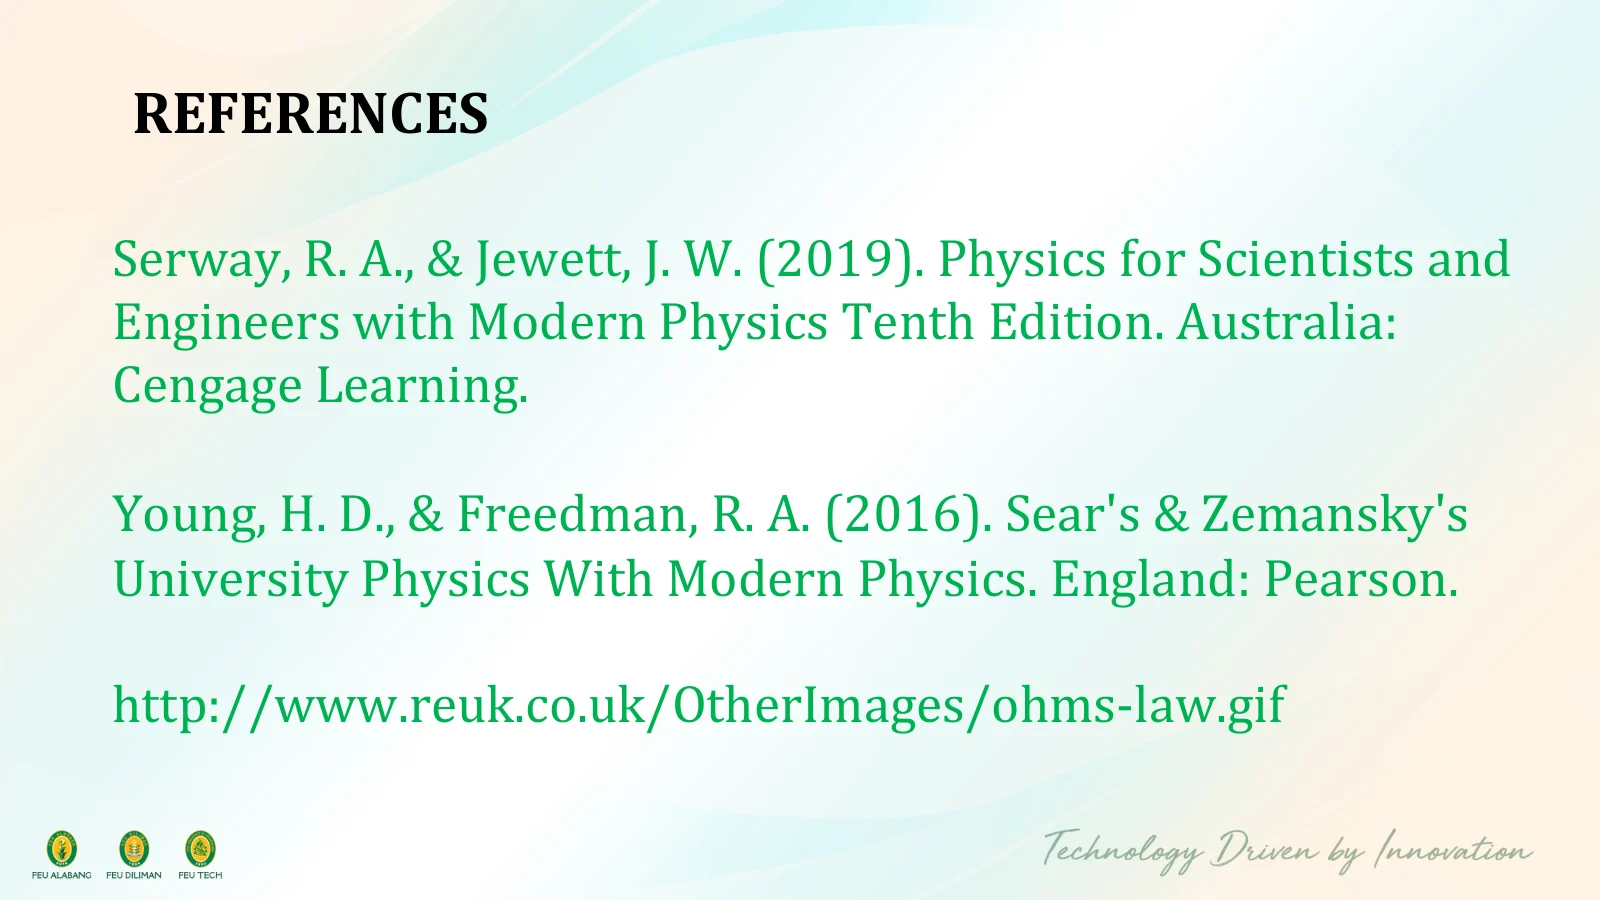 REFERENCES
Serway, R. A., & Jewett, J. W. (2019). Physics for Scientists and
Engineers with Modern Physics Tenth Edition. Australia:
Cengage Learning.
Young, H. D., & Freedman, R. A. (2016). Sear's & Zemansky's
University Physics With Modern Physics. England: Pearson.
http://www.reuk.co.uk/OtherImages/ohms-law.gif
FEU ALABANG FEU DILIMAN FEU TECH
Technology Driven by Innovation